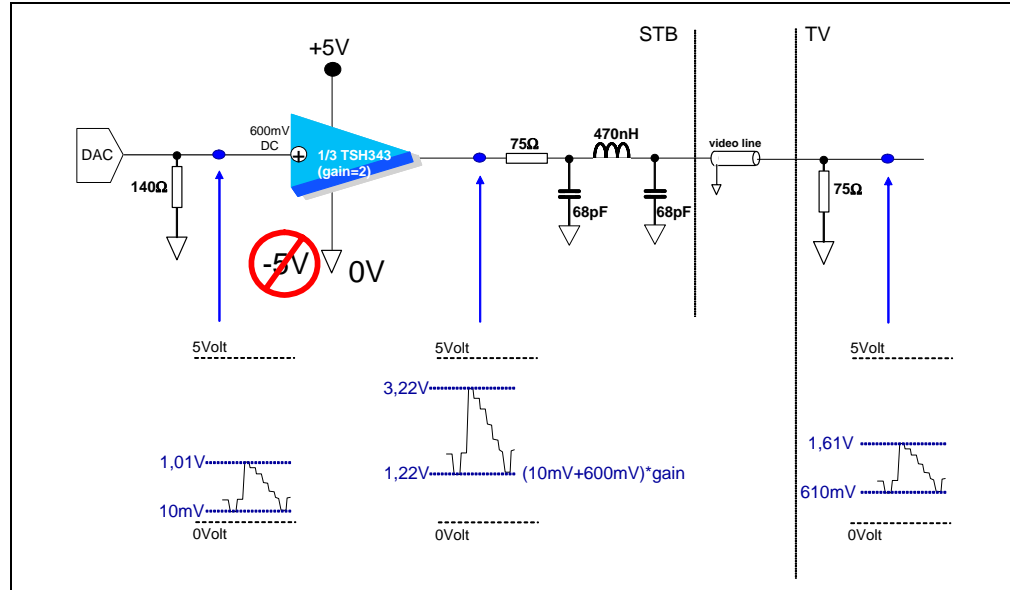 STB
TV
+5V
DAC
600mV
DC
1/3 TSH343
(gain=2)
75Ω
470nH
video line
140Ω
75Ω
68pF
68pF
-5V
0V
5Volt
5Volt
5Volt
3,22V
1,01V
1,61V
1,22V
(10mV+600mV)*gain
10mV
610mV
0Volt
0Volt
0Volt